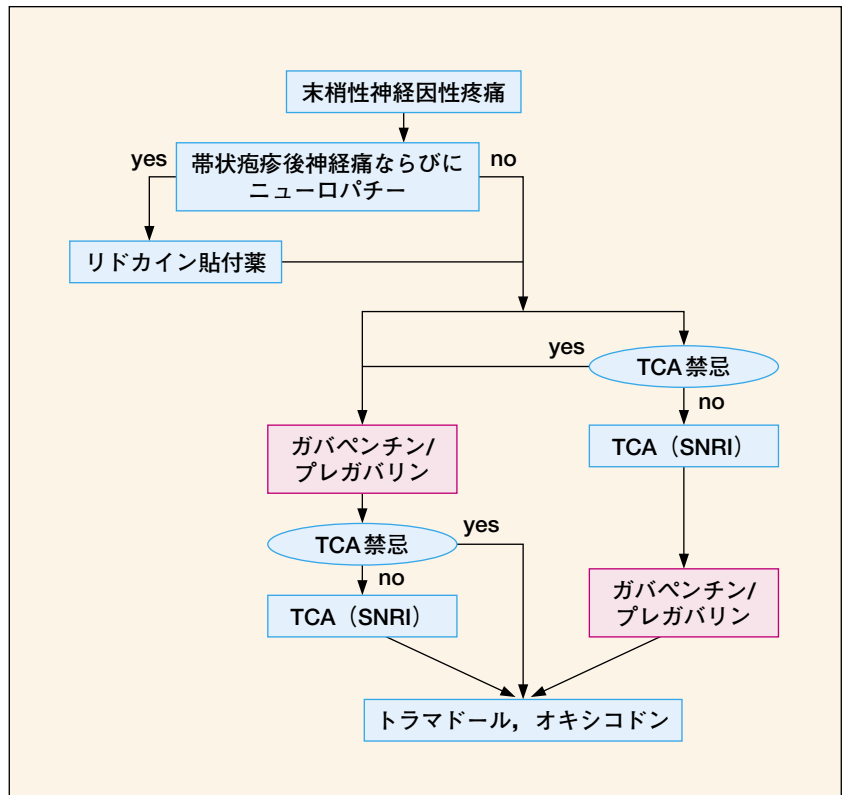 末梢性神経因性疼痛
yes
帯状疱疹後神経痛ならびに
ニューロパチー
no
リドカイン貼付薬
yes
TCA禁忌
no
ガバペンチン/
プレガバリン
TCA（SNRI）
TCA禁忌
yes
no
TCA（SNRI）
ガバペンチン/
プレガバリン
トラマドール，オキシコドン